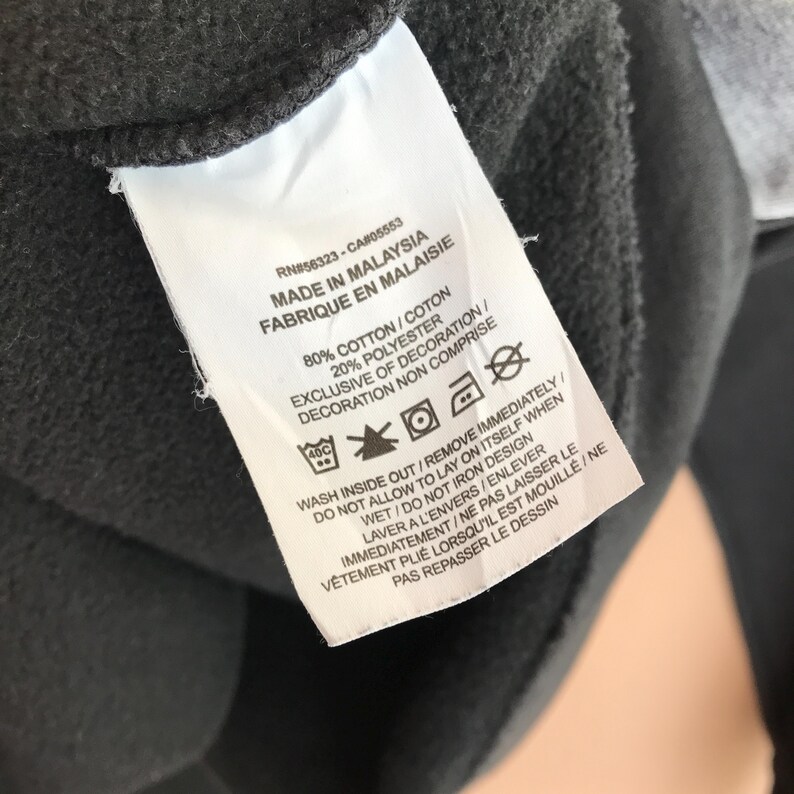 RN#56323 - CA#05553
MADE IN MALAYSIA
FABRIQUE EN MALAISIE
80% COTTON / COTON
20% POLYESTER
EXCLUSIVE OF DECORATION /
DECORATION NON COMPRISE
40C
WASH INSIDE OUT / REMOVE IMMEDIATELY /
DO NOT ALLOW TO LAY ON ITSELF WHEN
WET / DO NOT IRON DESIGN
LAVER A L'ENVERS / ENLEVER
IMMEDIATEMENT / NE PAS LAISSER LE
VÊTEMENT PLIÉ LORSQU'IL EST MOUILLÉ / NE
PAS REPASSER LE DESSIN